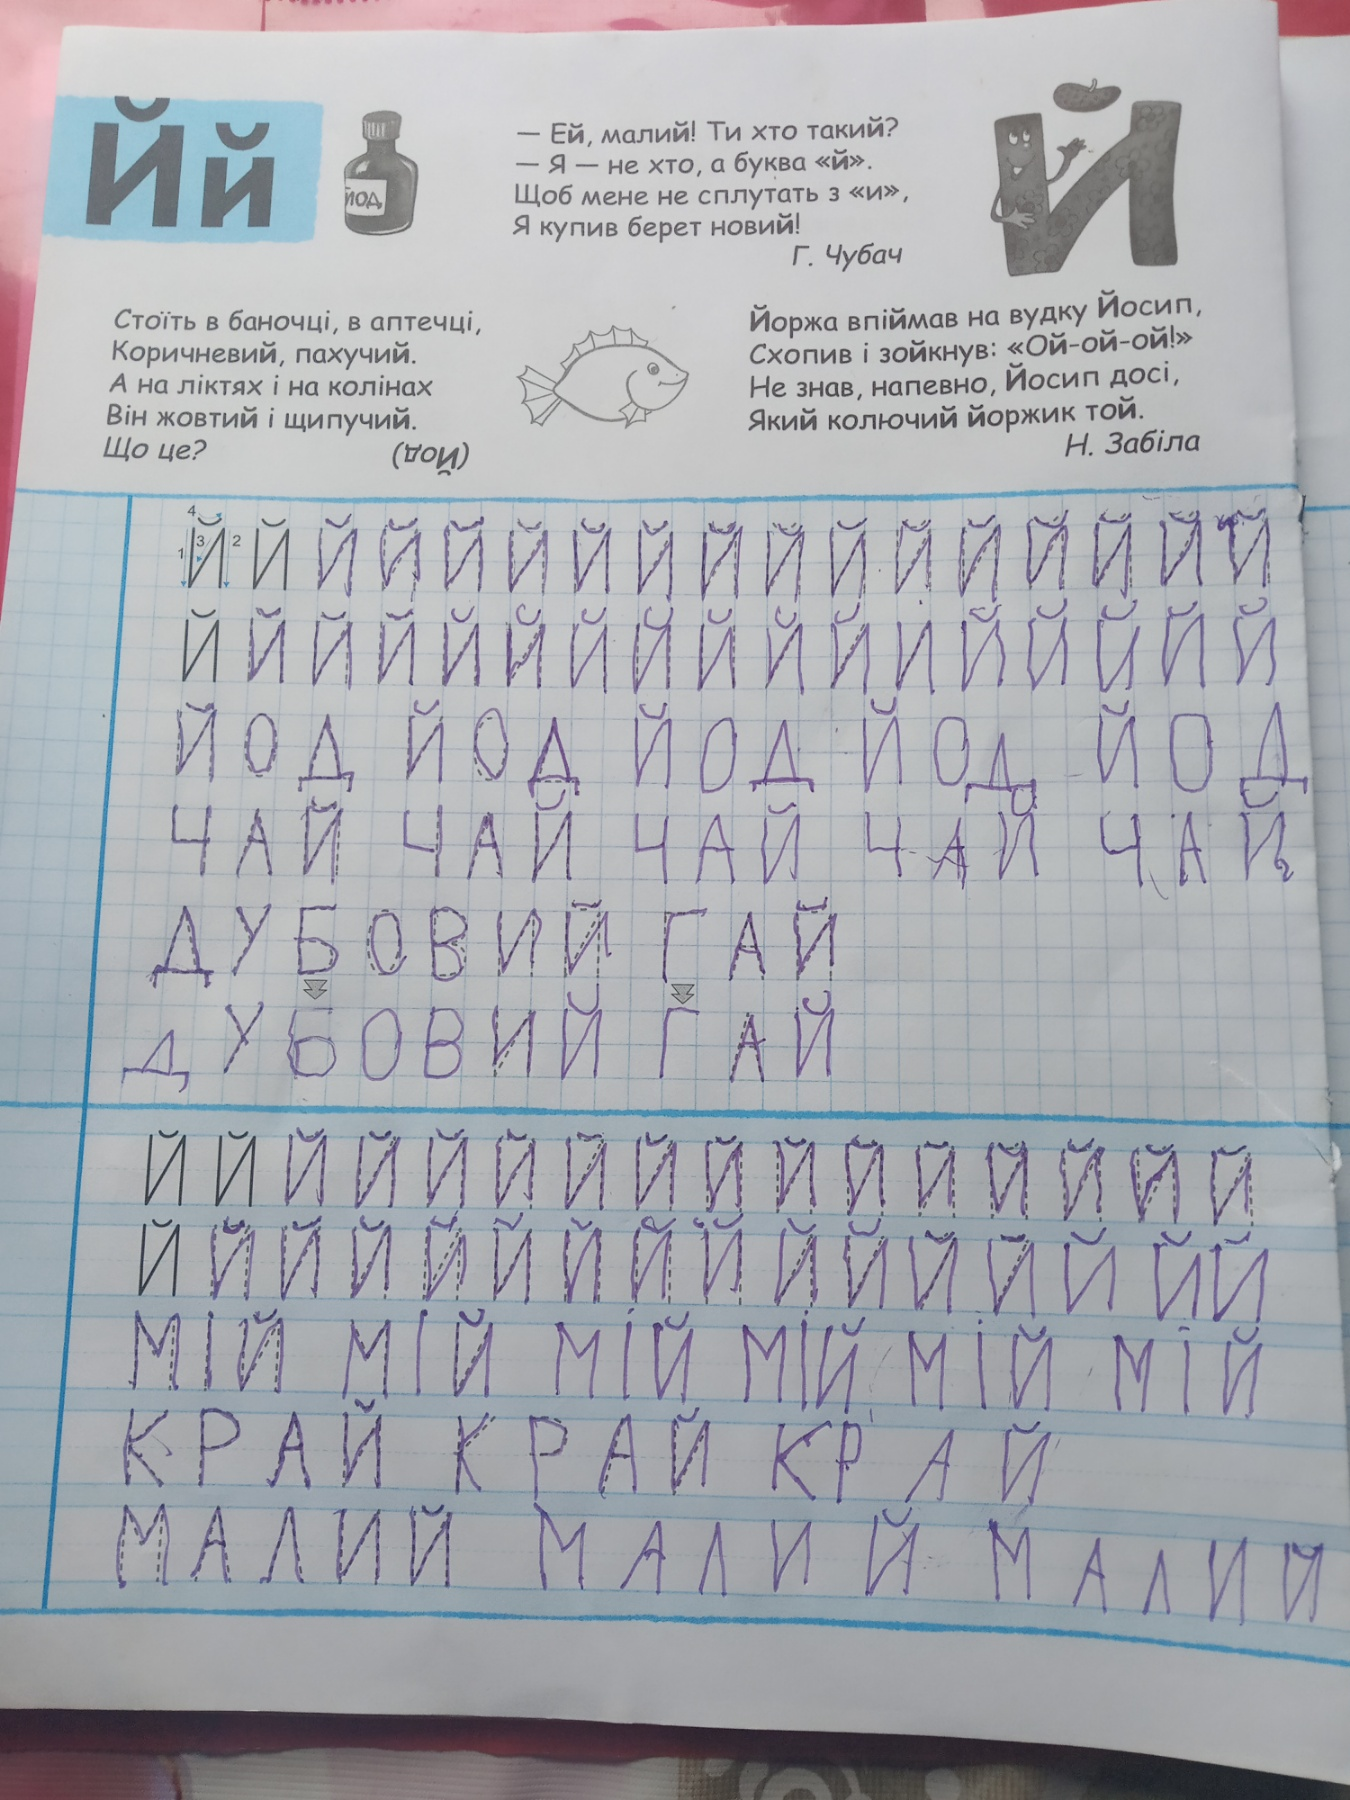 Йй
ЙОД
— Ей, малий! Ти хто такий?
— Я — не хто, а буква «й».
Щоб мене не сплутать з «и»,
Я купив берет новий!
Г. Чубач
Й
Стоїть в баночці, в аптечці,
Коричневий, пахучий.
А на ліктях і на колінах
Він жовтий і щипучий.
Що це? (Йод)
Йоржа впіймав на вудку Йосип,
Схопив і зойкнув: «Ой-ой-ой!»
Не знав, напевно, Йосип досі,
Який колючий йоржик той.
Н. Забіла
1 2 3 4
Й Й Й Й Й Й Й Й Й Й Й Й Й Й Й Й Й
Й Й Й Й Й Й Й Й Й Й Й И Й Й Й Й Й
ЙОД ЙОД ЙОД ЙОД ЙОД
ЧАЙ ЧАЙ ЧАЙ ЧАЙ ЧАЙ
ДУБОВИЙ ГАЙ
ДУБОВИЙ ГАЙ
Й Й Й Й Й Й Й Й Й Й Й Й Й Й Й Й
Й Й Й Й Й Й Й Й Й Й Й Й Й Й Й Й
МІЙ МІЙ МІЙ МІЙ МІЙ МІЙ
КРАЙ КРАЙ КРАЙ
МАЛИЙ МАЛИЙ МАЛИЙ